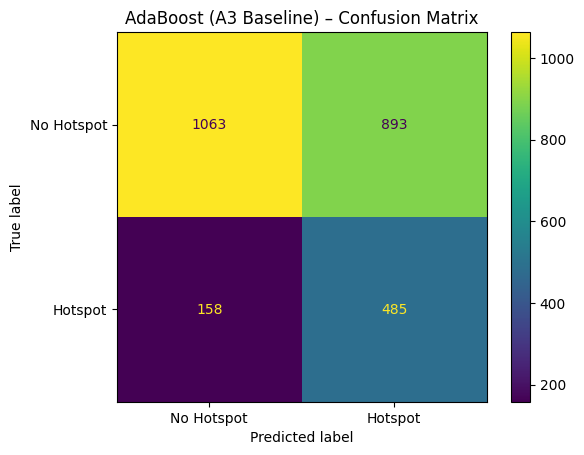 AdaBoost (A3 Baseline) – Confusion Matrix
True label
No Hotspot
Hotspot
1063
893
158
485
No Hotspot
Hotspot
Predicted label
1000
800
600
400
200